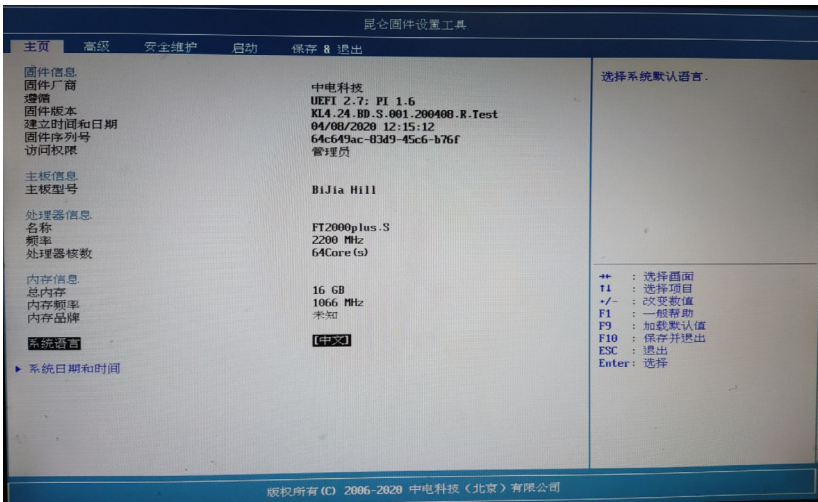 昆仑固件设置工具
主页 高级 安全维护 启动 保存 & 退出
固件信息
固件厂商 中电科技
遵循 UEFI 2.7; PI 1.6
固件版本 KL4.24.BD.S.001.200408.R.Test
建立时间和日期 04/08/2020 12:15:12
固件序列号 64c649ac-03d9-45c6-b76f
访问权限 管理员
主板信息
主板型号 BiJia Hill
处理器信息
名称 FT2000plus.S
频率 2200 MHz
处理器核数 64Core(s)
内存信息
总内存 16 GB
内存频率 1066 MHz
内存品牌 未知
系统语言 [中文]
系统日期和时间
选择系统默认语言.
→← : 选择画面
↑↓ : 选择项目
+/- : 改变数值
F1 : 一般帮助
F9 : 加载默认值
F10 : 保存并退出
ESC : 退出
Enter: 选择
版权所有(C) 2006-2020 中电科技(北京)有限公司